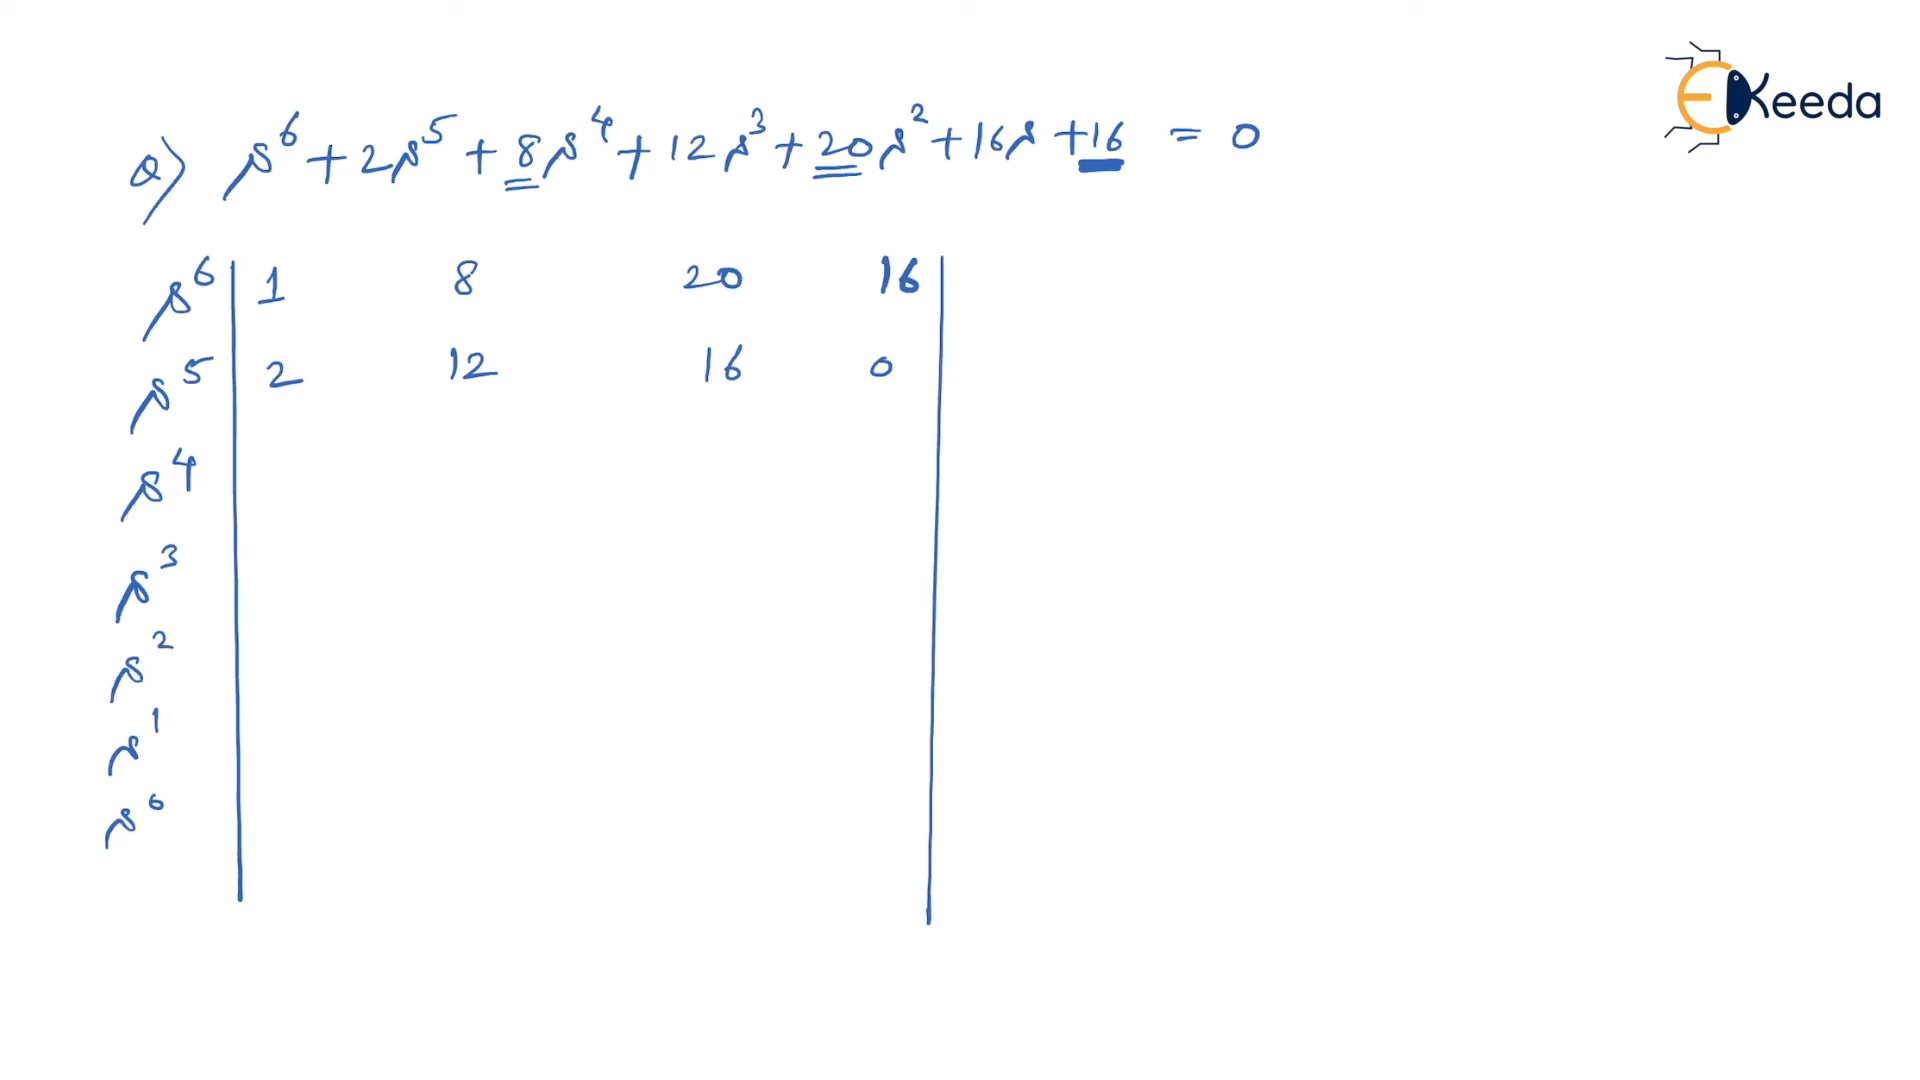 Keeda
a) s⁶ + 2s⁵ + 8s⁴ + 12s³ + 20s² + 16s + 16 = 0
s⁶ 1 8 20 16
s⁵ 2 12 16 0
s⁴
s³
s²
s¹
s⁰